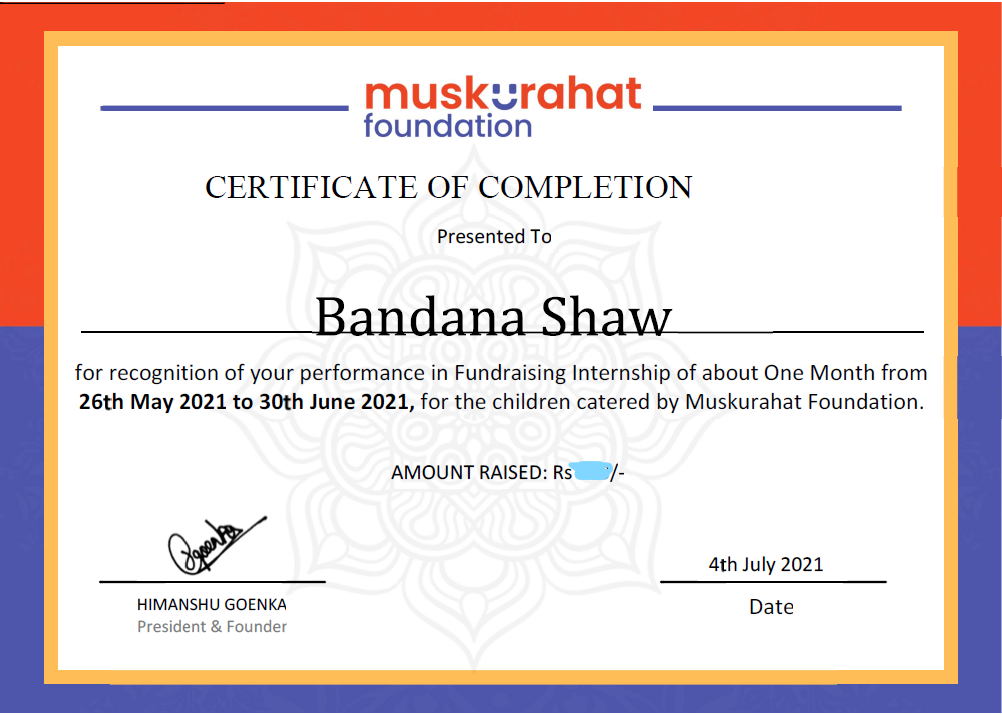 muskurahat
foundation
CERTIFICATE OF COMPLETION
Presented To
Bandana Shaw
for recognition of your performance in Fundraising Internship of about One Month from
26th May 2021 to 30th June 2021, for the children catered by Muskurahat Foundation.
AMOUNT RAISED: Rs /-
Goenka
4th July 2021
HIMANSHU GOENKA
Date
President & Founder